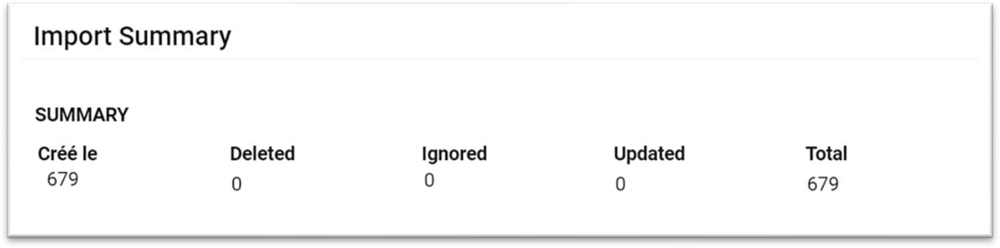 Import Summary
SUMMARY
Créé le Deleted Ignored Updated Total
679 0 0 0 679